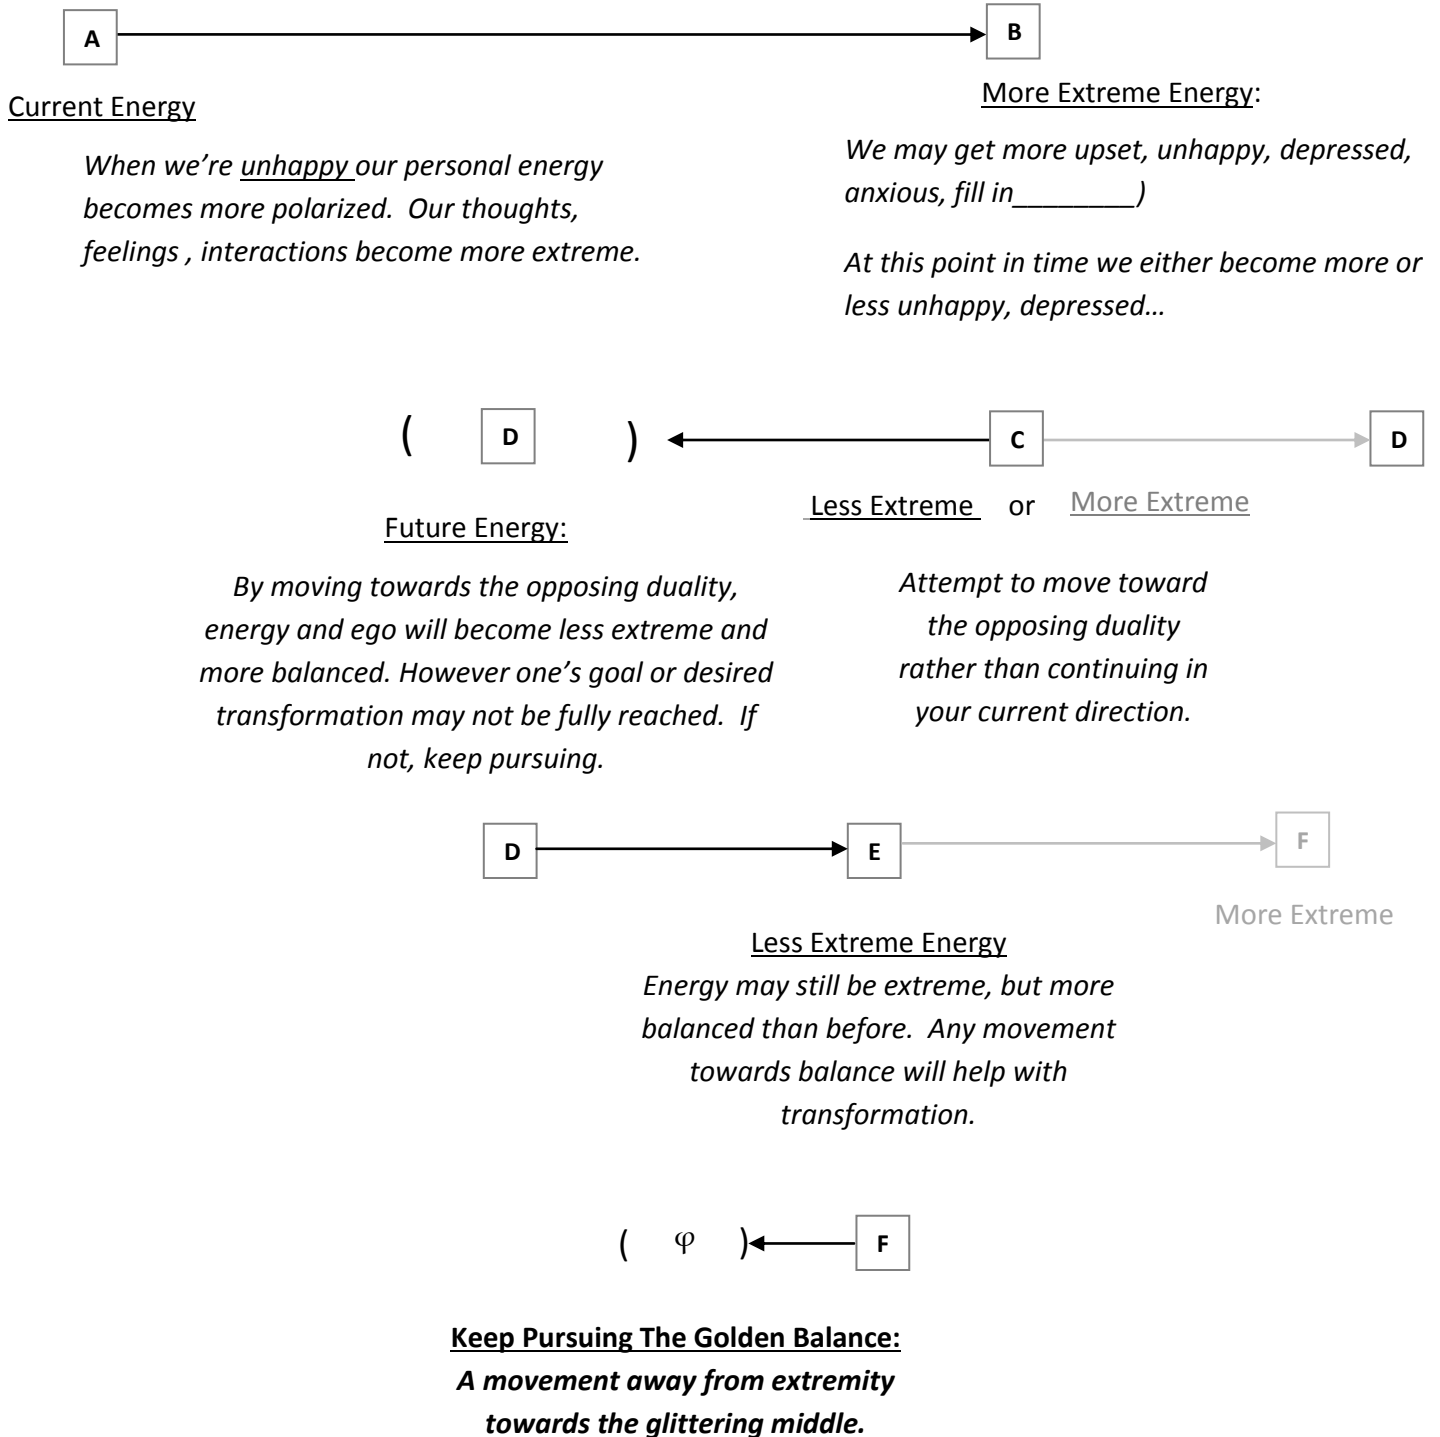 A
B
Current Energy
More Extreme Energy:
When we’re unhappy our personal energy
becomes more polarized. Our thoughts,
feelings , interactions become more extreme.
We may get more upset, unhappy, depressed,
anxious, fill in_________)
At this point in time we either become more or
less unhappy, depressed…
( D )
C
D
Less Extreme or More Extreme
Future Energy:
By moving towards the opposing duality,
energy and ego will become less extreme and
more balanced. However one’s goal or desired
transformation may not be fully reached. If
not, keep pursuing.
Attempt to move toward
the opposing duality
rather than continuing in
your current direction.
D
E
F
More Extreme
Less Extreme Energy
Energy may still be extreme, but more
balanced than before. Any movement
towards balance will help with
transformation.
( φ )
F
Keep Pursuing The Golden Balance:
A movement away from extremity
towards the glittering middle.